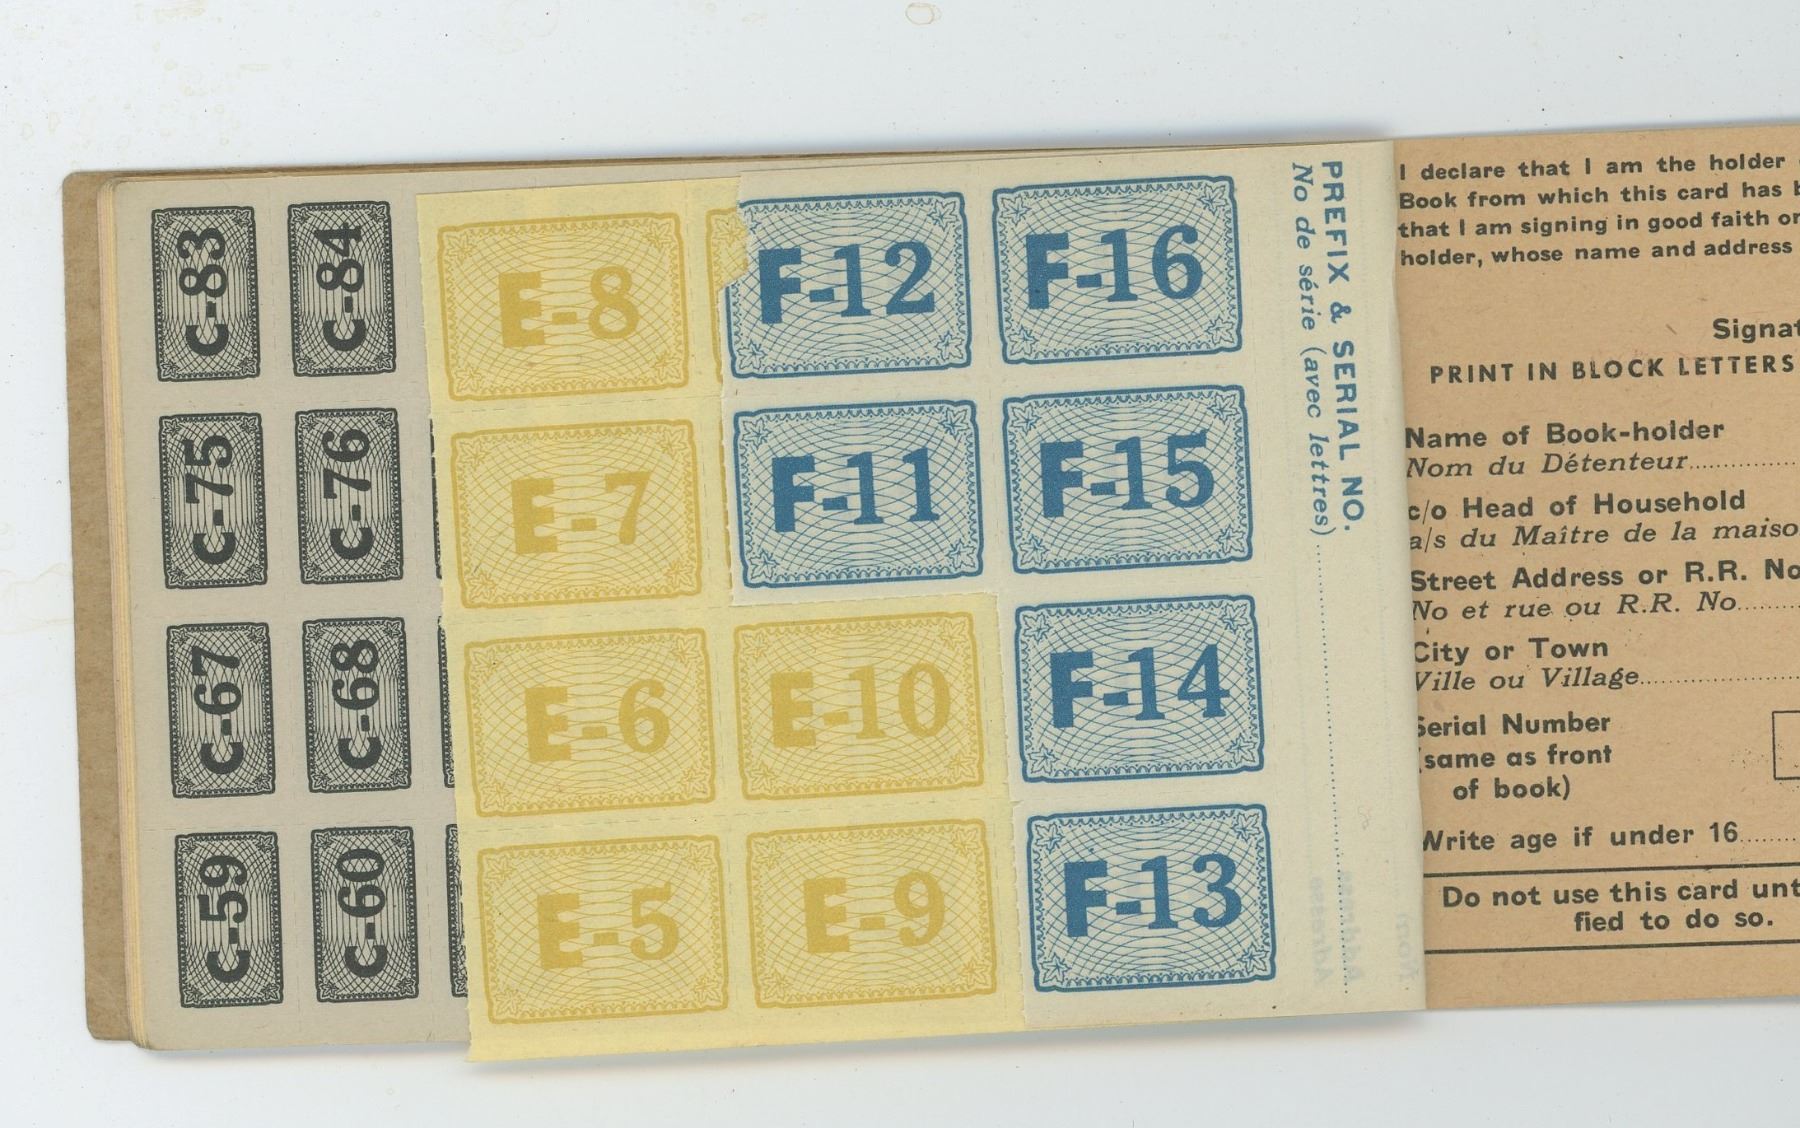 C-83
C-84
E-8
F-12
F-16
C-75
C-76
E-7
F-11
F-15
C-67
C-68
E-6
E-10
F-14
C-59
C-60
E-5
E-9
F-13
PREFIX & SERIAL NO.
No de série (avec lettres)
I declare that I am the holder
Book from which this card has
that I am signing in good faith
holder, whose name and address
PRINT IN BLOCK LETTERS
Name of Book-holder
Nom du Détenteur
c/o Head of Household
a/s du Maître de la
Street Address or R.R. No
No et rue ou R.R. No
City or Town
Ville ou Village
Serial Number
same as front
of book)
Write age if under 16
Do not use this card
fied to do so.